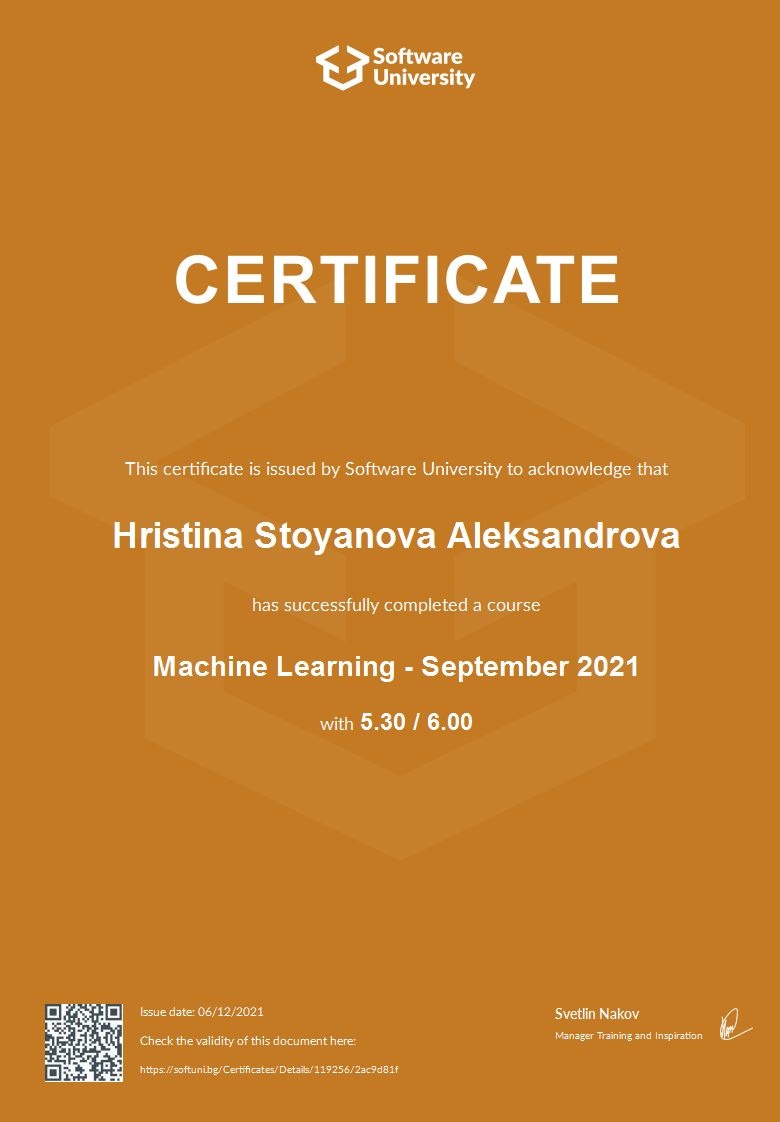 Software
University
CERTIFICATE
This certificate is issued by Software University to acknowledge that
Hristina Stoyanova Aleksandrova
has successfully completed a course
Machine Learning - September 2021
with 5.30 / 6.00
Issue date: 06/12/2021
Check the validity of this document here:
https://softuni.bg/Certificates/Details/119256/2ac9d81f
Svetlin Nakov
Manager Training and Inspiration